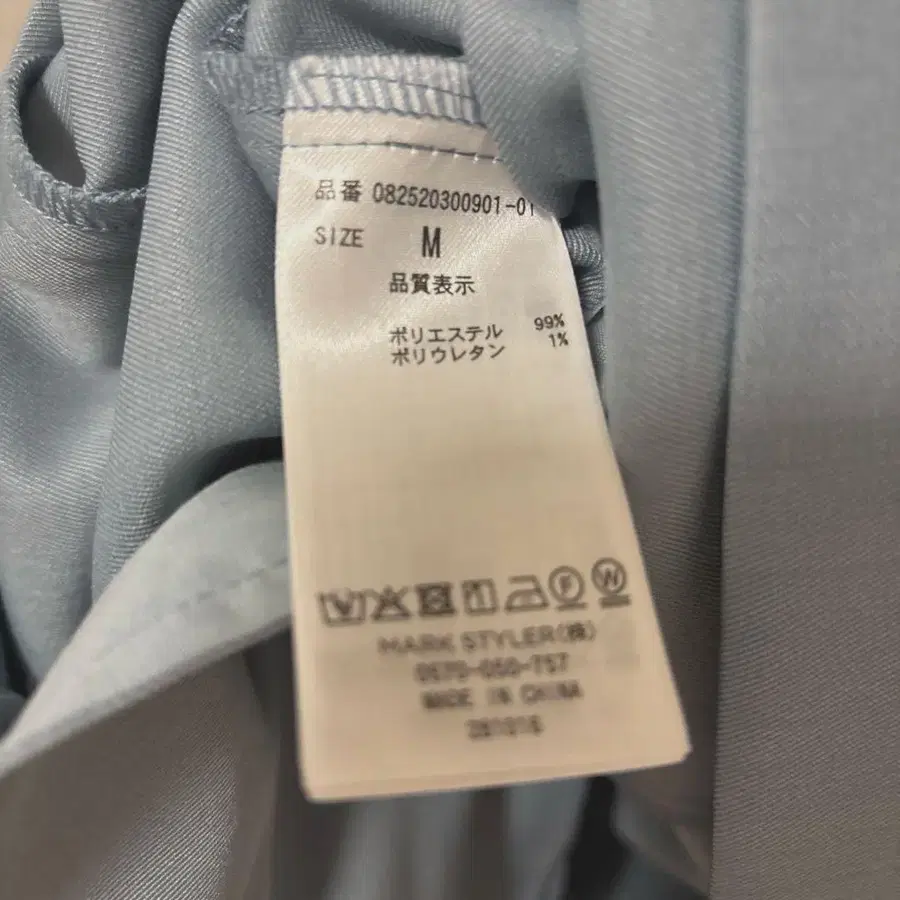 品番 082520300901-01
SIZE M
品質表示
ポリエステル 99%
ポリウレタン 1%
F W
MARK STYLER(株)
0570-050-757
MADE IN CHINA